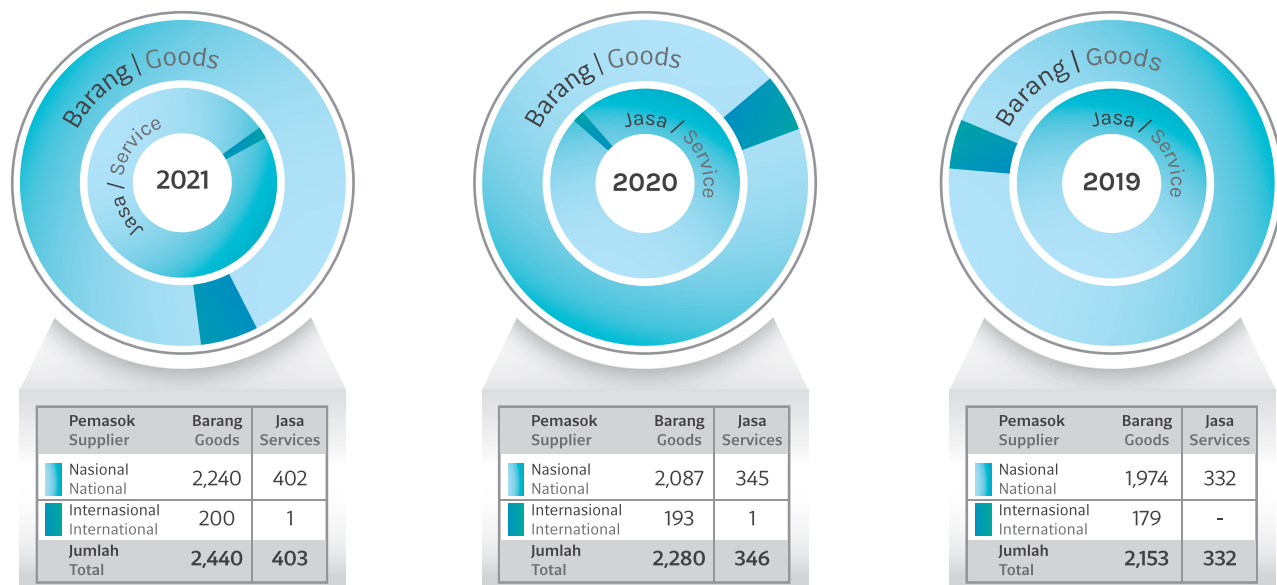 Barang / Goods
Jasa / Service
2021
Barang / Goods
Jasa / Service
2020
Barang / Goods
Jasa / Service
2019
Pemasok Barang Jasa
Supplier Goods Services
Nasional
National
2,240 402
Internasional
International
200 1
Jumlah
Total
2,440 403
Pemasok Barang Jasa
Supplier Goods Services
Nasional
National
2,087 345
Internasional
International
193 1
Jumlah
Total
2,280 346
Pemasok Barang Jasa
Supplier Goods Services
Nasional
National
1,974 332
Internasional
International
179 -
Jumlah
Total
2,153 332